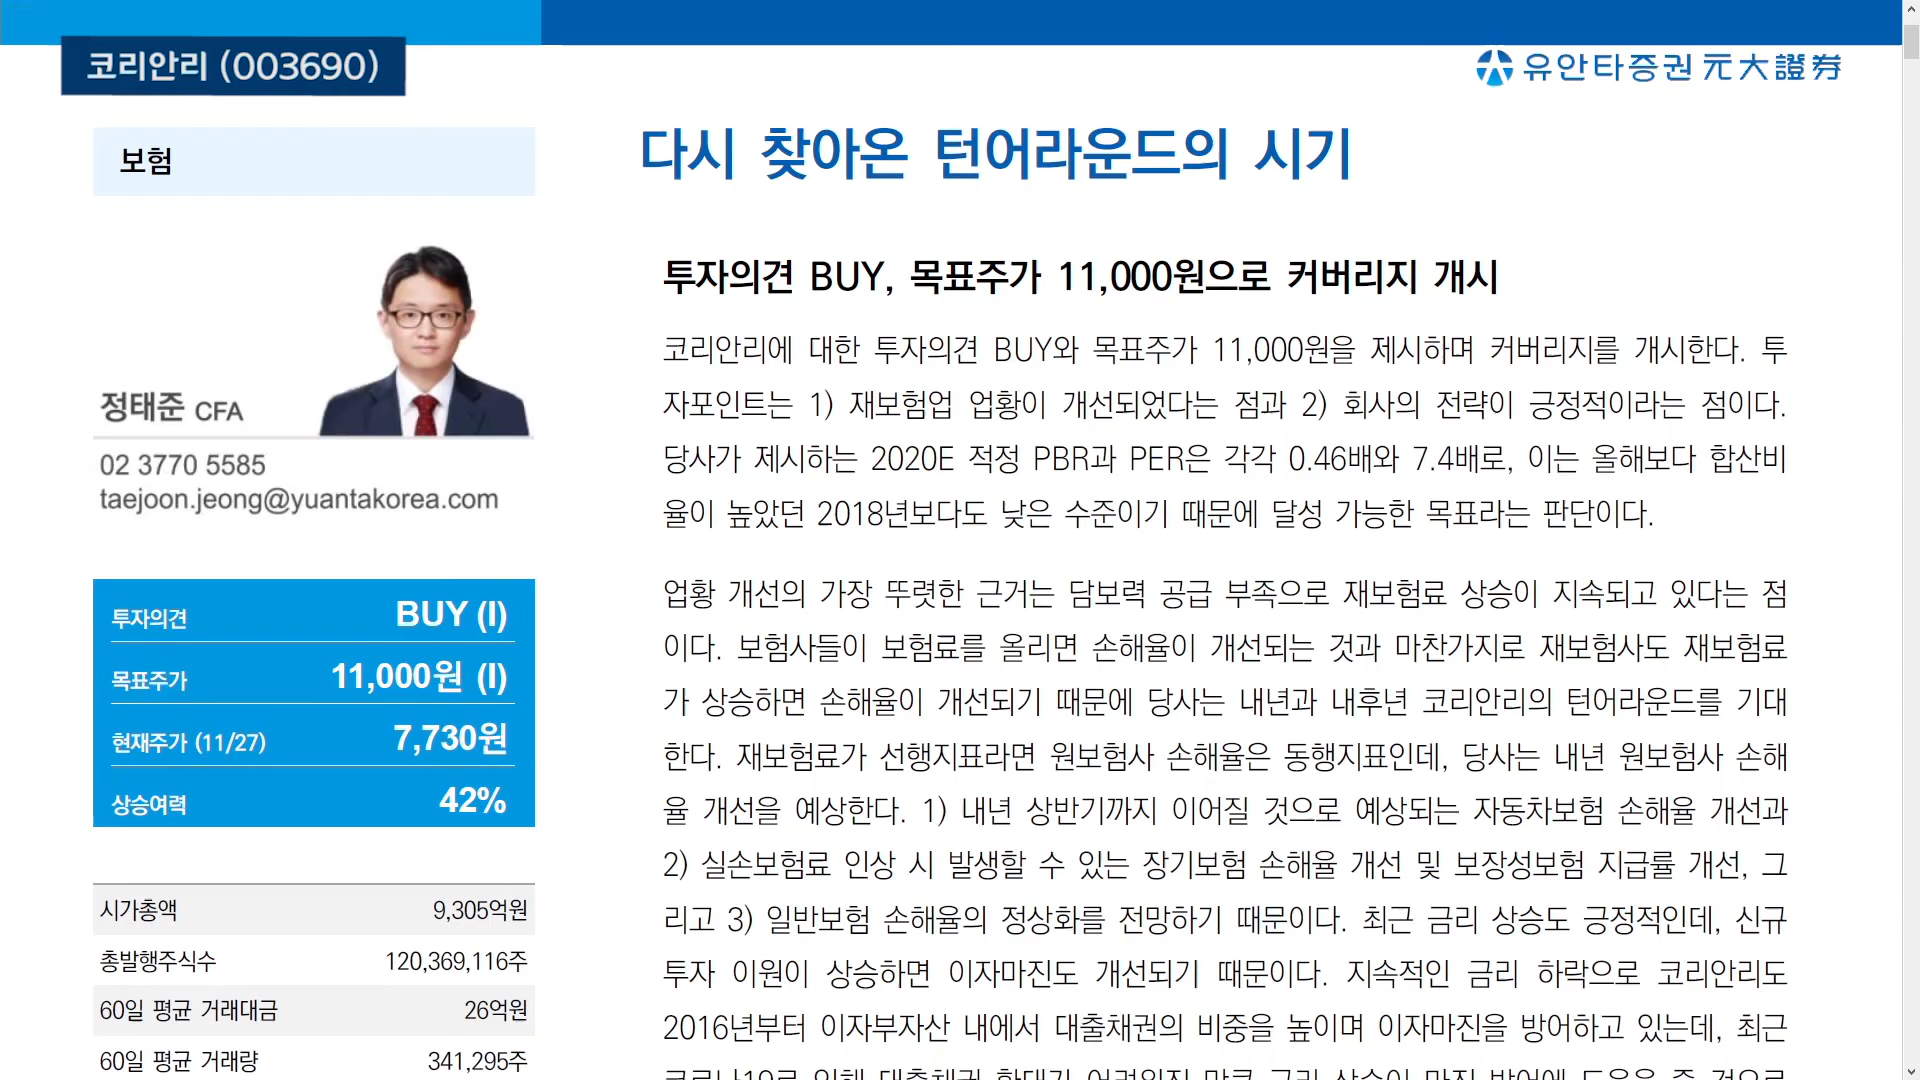 코리안리 (003690)
유안타증권 元大證券
보험
다시 찾아온 턴어라운드의 시기
투자의견 BUY, 목표주가 11,000원으로 커버리지 개시
코리안리에 대한 투자의견 BUY와 목표주가 11,000원을 제시하며 커버리지를 개시한다. 투
자포인트는 1) 재보험업 업황이 개선되었다는 점과 2) 회사의 전략이 긍정적이라는 점이다.
당사가 제시하는 2020E 적정 PBR과 PER은 각각 0.46배와 7.4배로, 이는 올해보다 합산비
율이 높았던 2018년보다도 낮은 수준이기 때문에 달성 가능한 목표라는 판단이다.
업황 개선의 가장 뚜렷한 근거는 담보력 공급 부족으로 재보험료 상승이 지속되고 있다는 점
이다. 보험사들이 보험료를 올리면 손해율이 개선되는 것과 마찬가지로 재보험사도 재보험료
가 상승하면 손해율이 개선되기 때문에 당사는 내년과 내후년 코리안리의 턴어라운드를 기대
한다. 재보험료가 선행지표라면 원보험사 손해율은 동행지표인데, 당사는 내년 원보험사 손해
율 개선을 예상한다. 1) 내년 상반기까지 이어질 것으로 예상되는 자동차보험 손해율 개선과
2) 실손보험료 인상 시 발생할 수 있는 장기보험 손해율 개선 및 보장성보험 지급률 개선, 그
리고 3) 일반보험 손해율의 정상화를 전망하기 때문이다. 최근 금리 상승도 긍정적인데, 신규
투자 이원이 상승하면 이자마진도 개선되기 때문이다. 지속적인 금리 하락으로 코리안리도
2016년부터 이자부자산 내에서 대출채권의 비중을 높이며 이자마진을 방어하고 있는데, 최근
정태준 CFA
02 3770 5585
taejoon.jeong@yuantakorea.com
투자의견 BUY (I)
목표주가 11,000원 (I)
현재주가 (11/27) 7,730원
상승여력 42%
시가총액 9,305억원
총발행주식수 120,369,116주
60일 평균 거래대금 26억원
60일 평균 거래량 341,295주